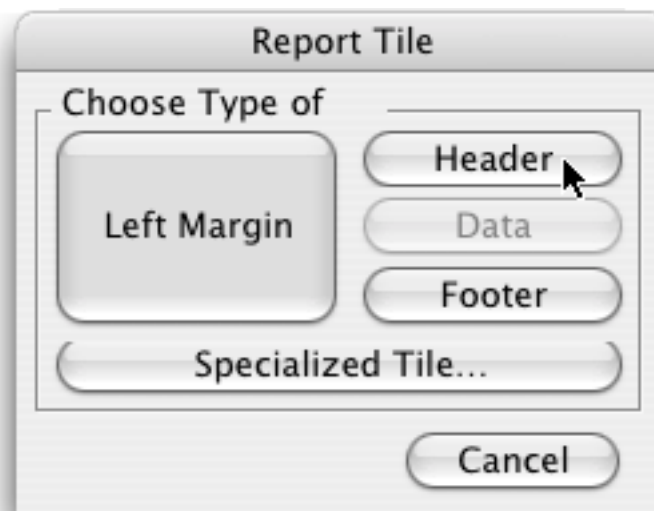 Report Tile
Choose Type of
Left Margin
Header
Data
Footer
Specialized Tile...
Cancel